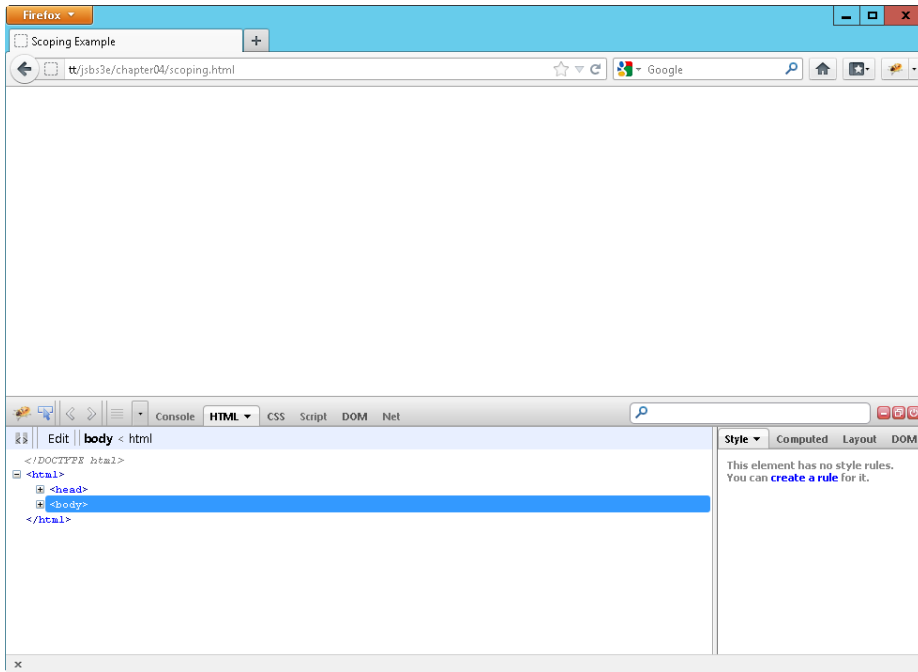 Firefox
Scoping Example
tt/jsbs3e/chapter04/scoping.html
Google
Console HTML CSS Script DOM Net
Edit body < html
Style Computed Layout DOM
<!DOCTYPE html>
<html>
<head>
<body>
</html>
This element has no style rules.
You can create a rule for it.